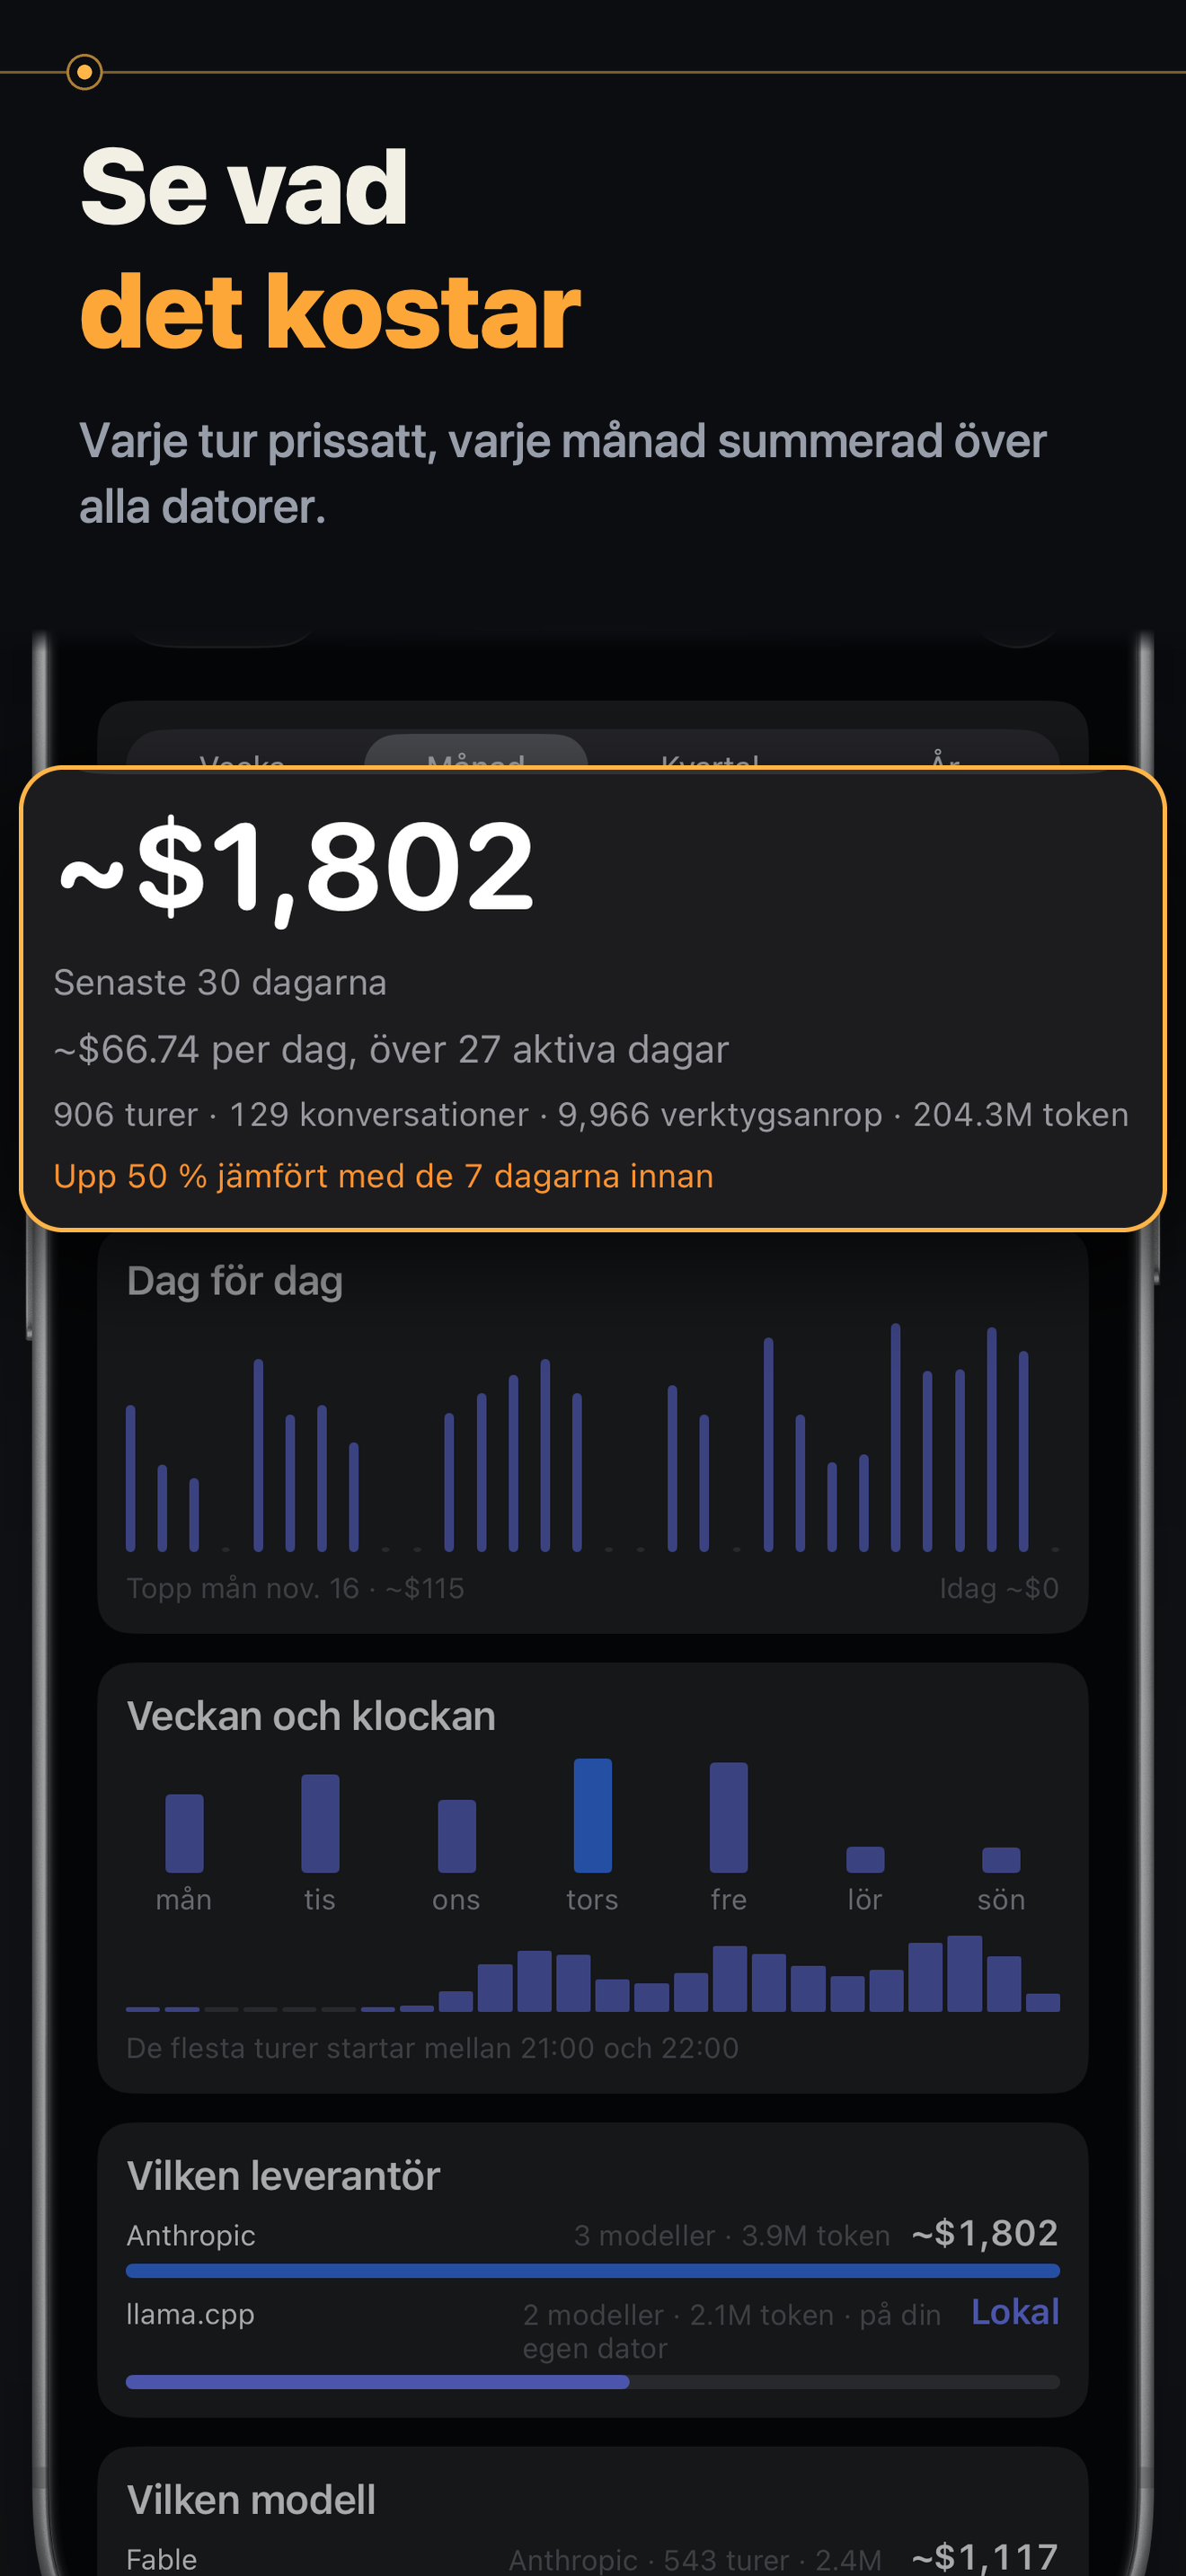 Se vad
det kostar
Varje tur prissatt, varje månad summerad över
alla datorer.
Vecka Månad Kvartal År
~$1,802
Senaste 30 dagarna
~$66.74 per dag, över 27 aktiva dagar
906 turer · 129 konversationer · 9,966 verktygsanrop · 204.3M token
Upp 50 % jämfört med de 7 dagarna innan
Dag för dag
Topp mån nov. 16 · ~$115 Idag ~$0
Veckan och klockan
mån tis ons tors fre lör sön
De flesta turer startar mellan 21:00 och 22:00
Vilken leverantör
Anthropic 3 modeller · 3.9M token ~$1,802
llama.cpp 2 modeller · 2.1M token · på din Lokal
egen dator
Vilken modell
Fable Anthropic · 543 turer · 2.4M ~$1,117